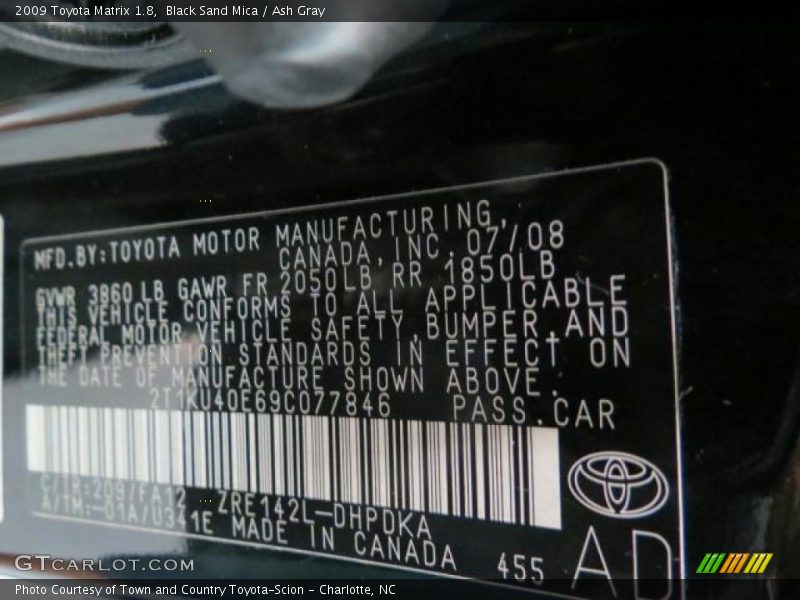 2009 Toyota Matrix 1.8, Black Sand Mica / Ash Gray
MFD.BY:TOYOTA MOTOR MANUFACTURING,
CANADA,INC.07/08
GVWR 3860LB GAWR FR 2050LB RR 1850LB
THIS VEHICLE CONFORMS TO ALL APPLICABLE
FEDERAL MOTOR VEHICLE SAFETY,BUMPER,AND
THEFT PREVENTION STANDARDS IN EFFECT ON
THE DATE OF MANUFACTURE SHOWN ABOVE.
2T1KU40E69C077846 PASS.CAR
C/TR:209/FA12 ZRE142L-DHPDKA
A/TM:-01A/U341E MADE IN CANADA 455
AD
GTCARLOT.COM
Photo Courtesy of Town and Country Toyota-Scion - Charlotte, NC